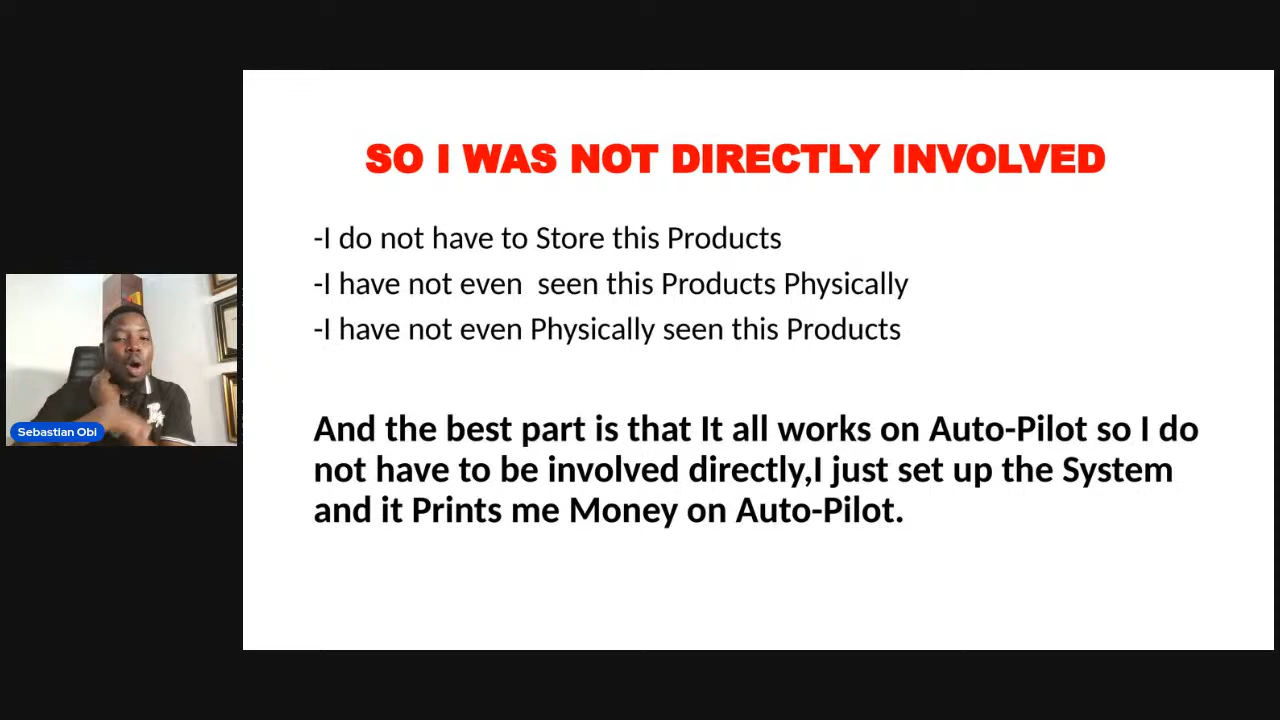 SO I WAS NOT DIRECTLY INVOLVED
-I do not have to Store this Products
-I have not even  seen this Products Physically
-I have not even Physically seen this Products
And the best part is that It all works on Auto-Pilot so I do
not have to be involved directly,I just set up the System
and it Prints me Money on Auto-Pilot.
Sebastian Obi